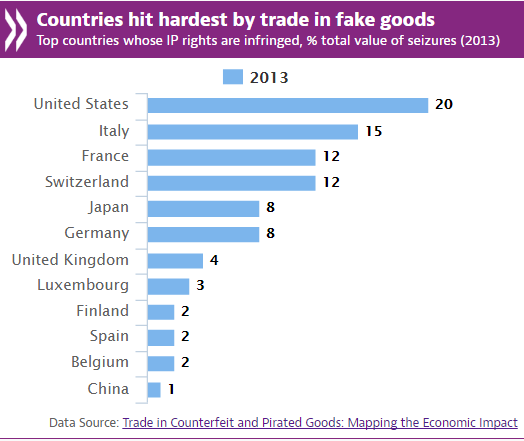 Countries hit hardest by trade in fake goods
Top countries whose IP rights are infringed, % total value of seizures (2013)
2013
United States 20
Italy 15
France 12
Switzerland 12
Japan 8
Germany 8
United Kingdom 4
Luxembourg 3
Finland 2
Spain 2
Belgium 2
China 1
Data Source: Trade in Counterfeit and Pirated Goods: Mapping the Economic Impact